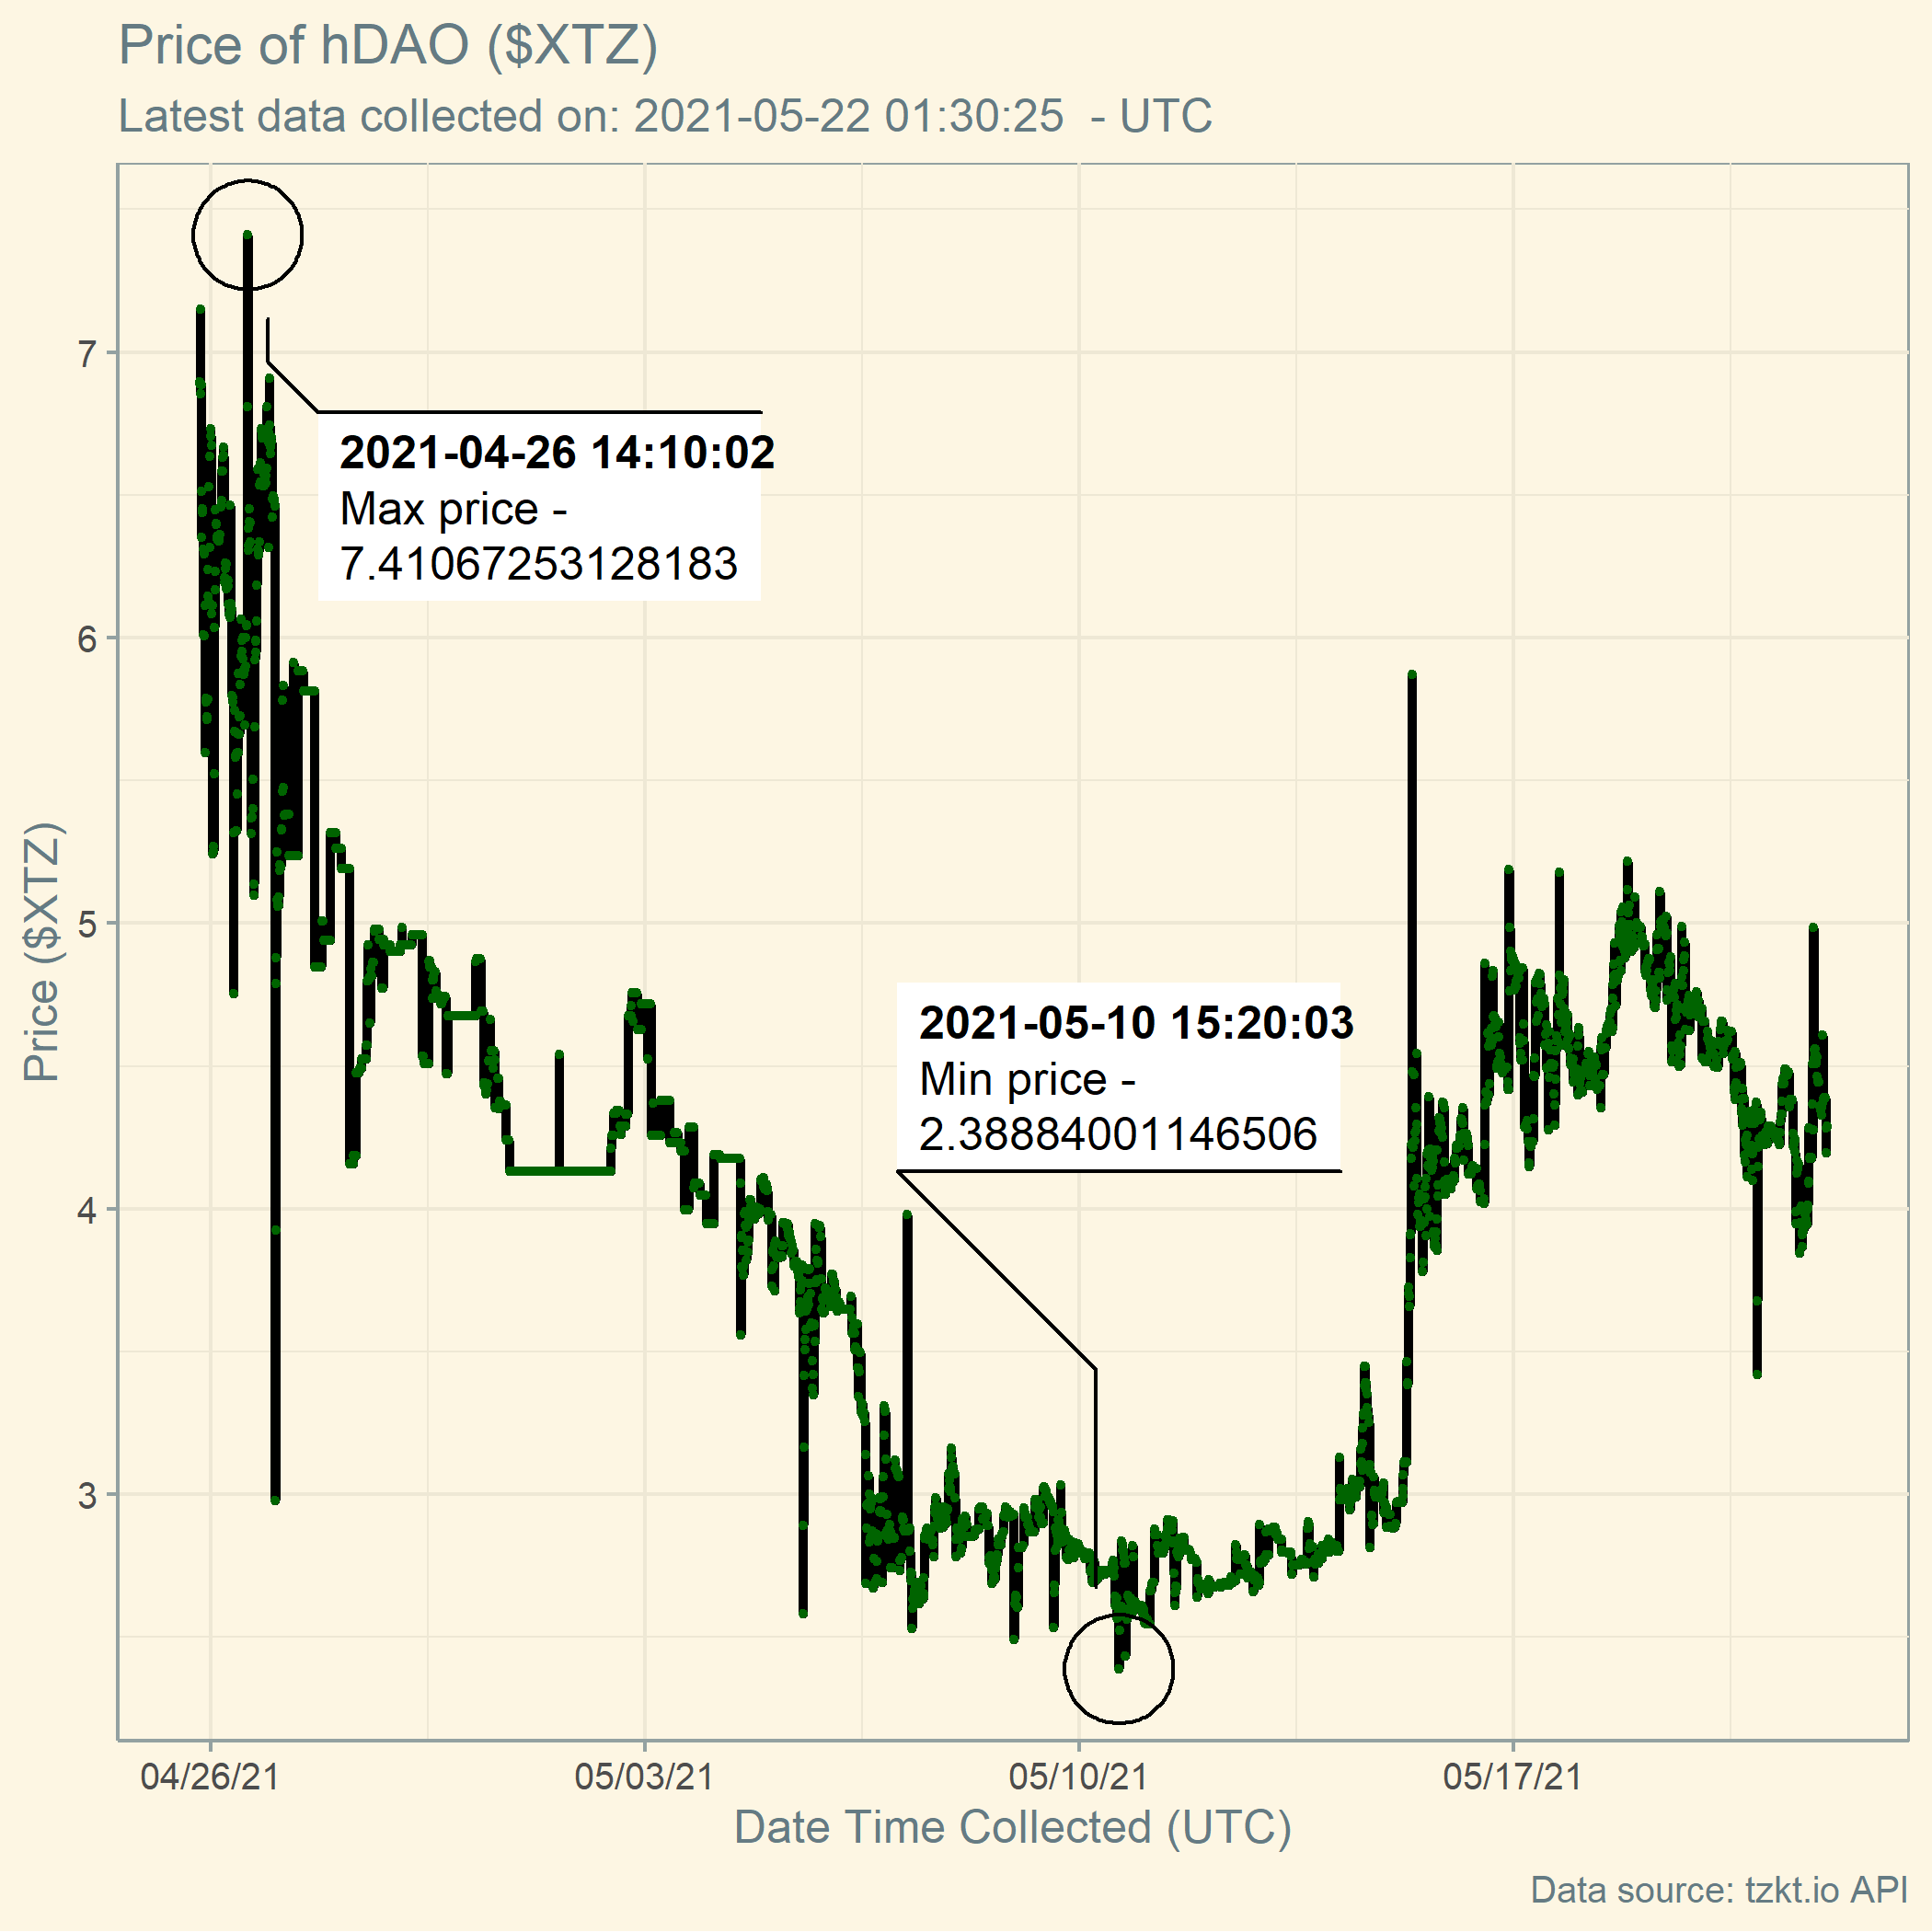 Price of hDAO ($XTZ)
Latest data collected on: 2021-05-22 01:30:25  - UTC
7
6
5
4
3
Price ($XTZ)
2021-04-26 14:10:02
Max price -
7.41067253128183
2021-05-10 15:20:03
Min price -
2.38884001146506
04/26/21
05/03/21
05/10/21
05/17/21
Date Time Collected (UTC)
Data source: tzkt.io API